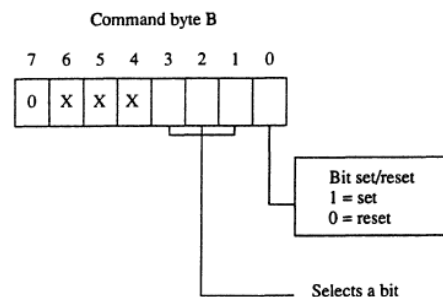 Command byte B
7 6 5 4 3 2 1 0
0 X X X
Bit set/reset
1 = set
0 = reset
Selects a bit